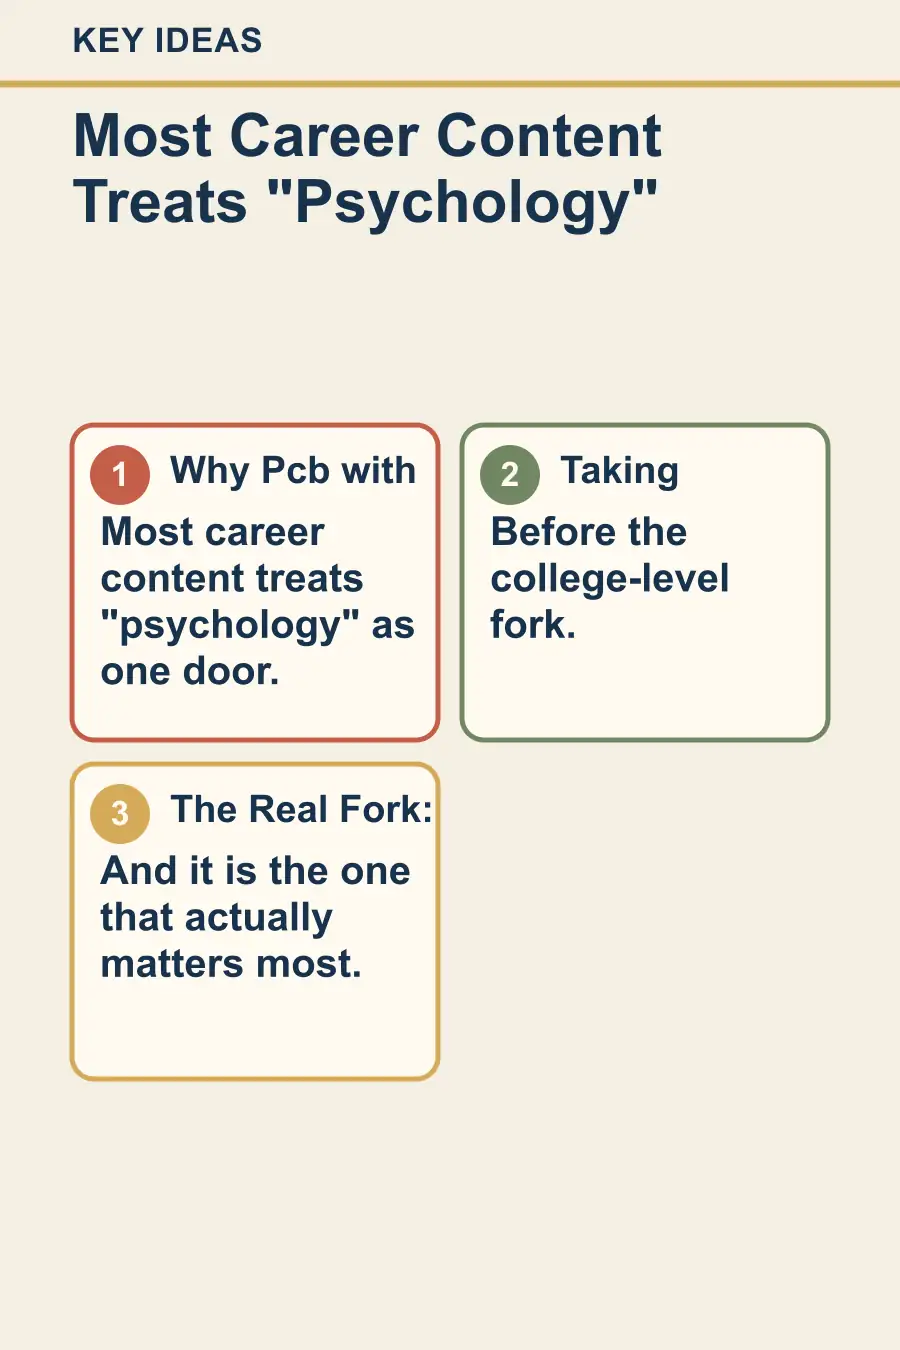 KEY IDEAS
Most Career Content
Treats "Psychology"
1 Why Pcb with
Most career
content treats
"psychology" as
one door.
2 Taking
Before the
college-level
fork.
3 The Real Fork:
And it is the one
that actually
matters most.